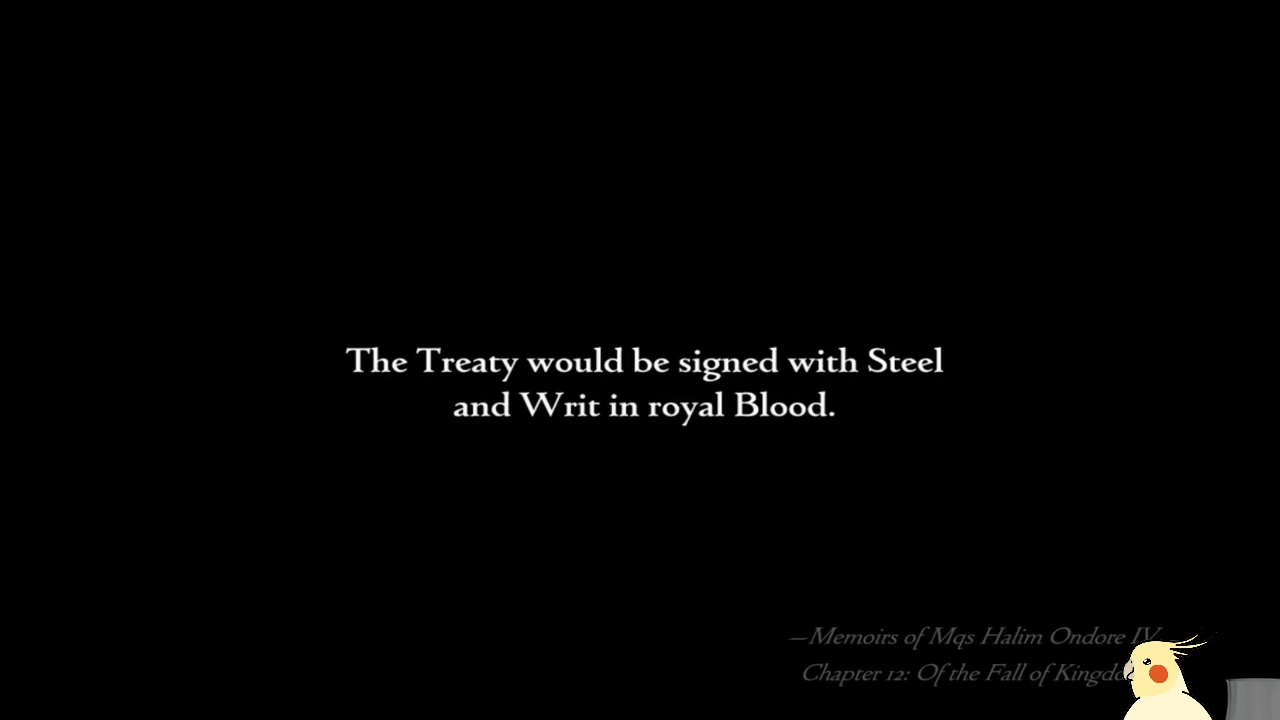 The Treaty would be signed with Steel
and Writ in royal Blood.
—Memoirs of Mqs Halim Ondore IV
Chapter 12: Of the Fall of